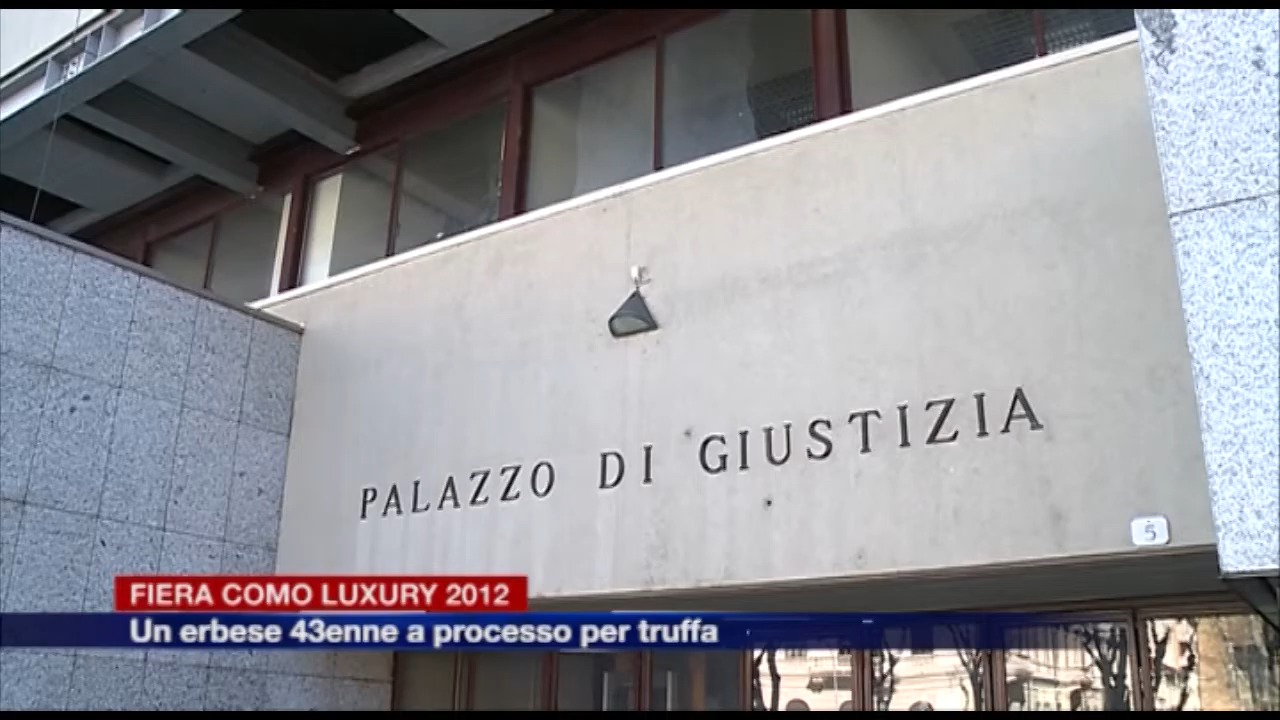 PALAZZO DI GIUSTIZIA
5
FIERA COMO LUXURY 2012
Un erbese 43enne a processo per truffa